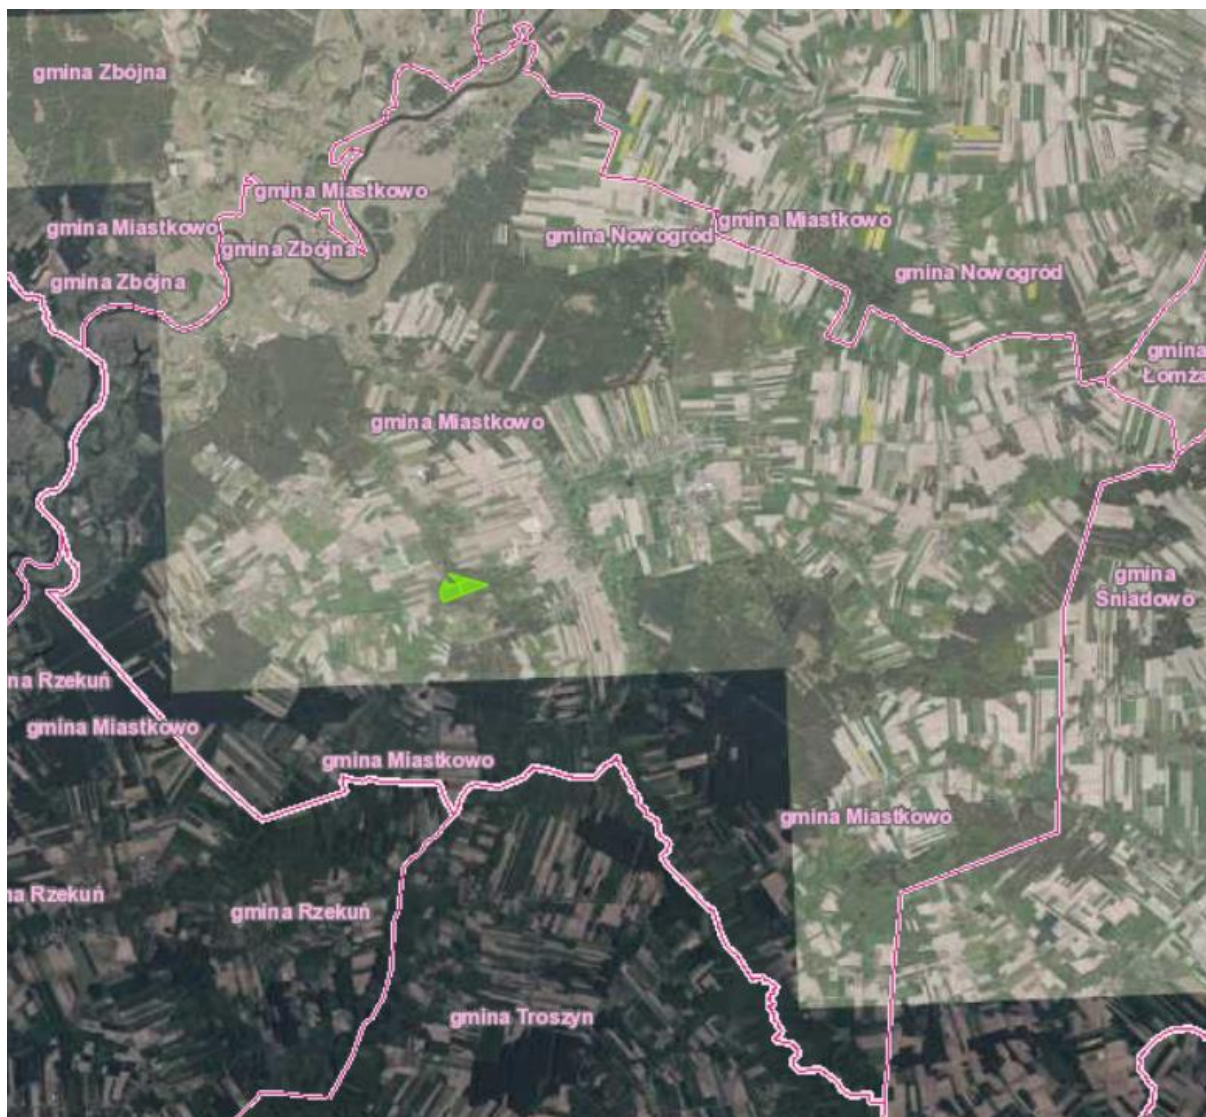 gmina Zbójna
gmina Miastkowo
gmina Miastkowo
gmina Miastkowo
gmina Nowogród
gmina Zbójna
gmina Zbójna
gmina Nowogród
gmina
Łomża
gmina Miastkowo
gmina
Śniadowo
na Rzekuń
gmina Miastkowo
gmina Miastkowo
gmina Miastkowo
na Rzekuń
gmina Rzekuń
gmina Troszyn